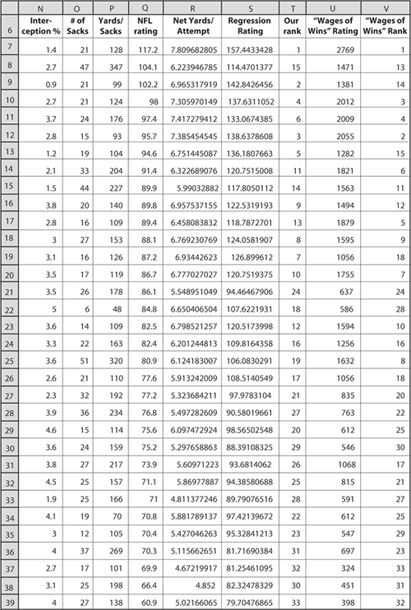 N O P Q R S T U V
6 Inter- ception % # of Sacks Yards/ Sacks NFL rating Net Yards/ Attempt Regression Rating Our rank “Wages of Wins” Rating “Wages of Wins” Rank
7 1.4 21 128 117.2 7.809682805 157.4433428 1 2769 1
8 2.7 47 347 104.1 6.223946785 114.4701377 15 1471 13
9 0.9 21 99 102.2 6.965317919 142.8426456 2 1381 14
10 2.7 21 124 98 7.305970149 137.6311052 4 2012 3
11 3.7 24 176 97.4 7.417279412 133.0674385 6 2009 4
12 2.8 15 93 95.7 7.385454545 138.6378608 3 2055 2
13 1.2 19 104 94.6 6.751445087 136.1807663 5 1282 15
14 2.1 33 204 91.4 6.322689076 120.7515008 11 1821 6
15 1.5 44 227 89.9 5.99032882 117.8050112 14 1563 11
16 3.8 20 140 89.8 6.957537155 122.5319193 9 1494 12
17 2.8 16 109 89.4 6.458083832 118.7872701 13 1879 5
18 3 27 153 88.1 6.769230769 124.0581907 8 1595 9
19 3.1 16 126 87.2 6.93442623 126.899612 7 1056 18
20 3.5 17 119 86.7 6.777027027 120.7519375 10 1755 7
21 3.5 26 178 86.1 5.548951049 94.46467906 24 637 24
22 5 6 48 84.8 6.650406504 107.6221931 18 586 28
23 3.6 14 109 82.5 6.798561257 120.5173998 12 1594 10
24 3.3 22 163 82.4 6.201244813 109.8164358 16 1256 16
25 3.6 51 320 80.9 6.124183007 106.0830291 19 1632 8
26 2.6 21 110 77.6 5.913242009 108.5140549 17 1056 18
27 2.3 32 192 77.2 5.323684211 97.99783104 21 835 20
28 3.9 36 234 76.8 5.497282609 90.58019661 27 763 22
29 4.6 15 114 75.6 6.097472924 98.56502548 20 612 25
30 3.6 24 159 75.2 5.297658863 88.39108325 29 546 30
31 3.8 27 217 73.9 5.60971223 93.6814062 26 1068 17
32 4.5 25 157 71.1 5.86977887 94.38580688 25 815 21
33 1.9 25 166 71 4.811377246 89.79076516 28 591 27
34 4.1 19 70 70.8 5.881789137 97.42139672 22 612 25
35 3 12 105 70.4 5.427046263 95.32841213 23 547 29
36 4 37 269 70.3 5.115662651 81.71690384 31 697 23
37 2.7 17 101 69.9 4.67219917 81.25461095 32 324 33
38 3.1 25 198 66.4 4.852 82.32478329 30 451 31
39 4 27 138 60.9 5.02166065 79.70476865 33 398 32